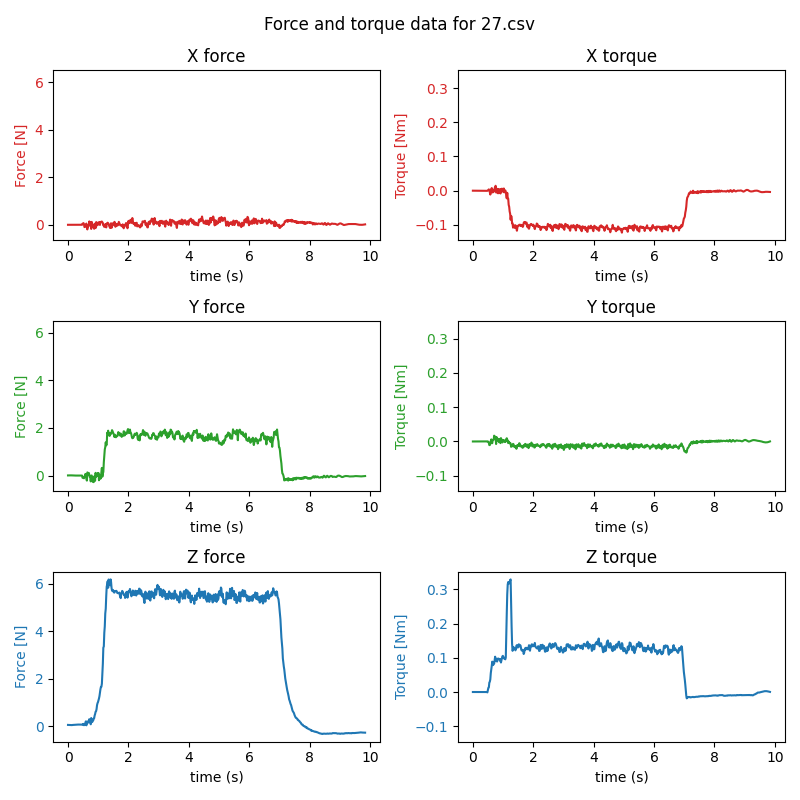 Force and torque data for 27.csv
X force
Force [N]
6
4
2
0
0 2 4 6 8 10
time (s)
X torque
Torque [Nm]
0.3
0.2
0.1
0.0
−0.1
0 2 4 6 8 10
time (s)
Y force
Force [N]
6
4
2
0
0 2 4 6 8 10
time (s)
Y torque
Torque [Nm]
0.3
0.2
0.1
0.0
−0.1
0 2 4 6 8 10
time (s)
Z force
Force [N]
6
4
2
0
0 2 4 6 8 10
time (s)
Z torque
Torque [Nm]
0.3
0.2
0.1
0.0
−0.1
0 2 4 6 8 10
time (s)